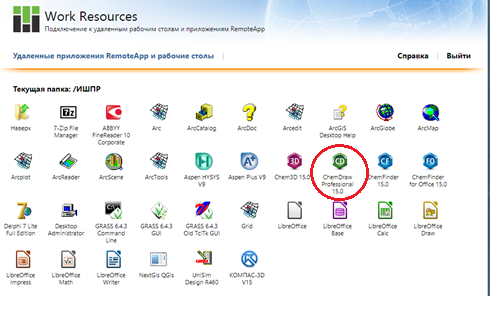 Work Resources
Подключение к удаленным рабочим столам и приложениям RemoteApp
Удаленные приложения RemoteApp и рабочие столы | Справка | Выйти
Текущая папка: /ИШПР
Наверх
7-Zip File
Manager
ABBYY
FineReader 10
Corporate
Arc
ArcCatalog
ArcDoc
Arcedit
ArcGIS
Desktop Help
ArcGlobe
ArcMap
Arcplot
ArcReader
ArcScene
ArcTools
Aspen HYSYS
V9
Aspen Plus V9
Chem3D 15.0
ChemDraw
Professional
15.0
ChemFinder
15.0
ChemFinder
for Office 15.0
Delphi 7 Lite
Full Edition
Desktop
Administrator
GRASS 6.4.3
Command
Line
GRASS 6.4.3
GUI
GRASS 6.4.3
Old TclTk GUI
Grid
LibreOffice
LibreOffice
Base
LibreOffice
Calc
LibreOffice
Draw
LibreOffice
Impress
LibreOffice
Math
LibreOffice
Writer
NextGis QGis
UniSim
Design R460
КОМПАС-3D
V15